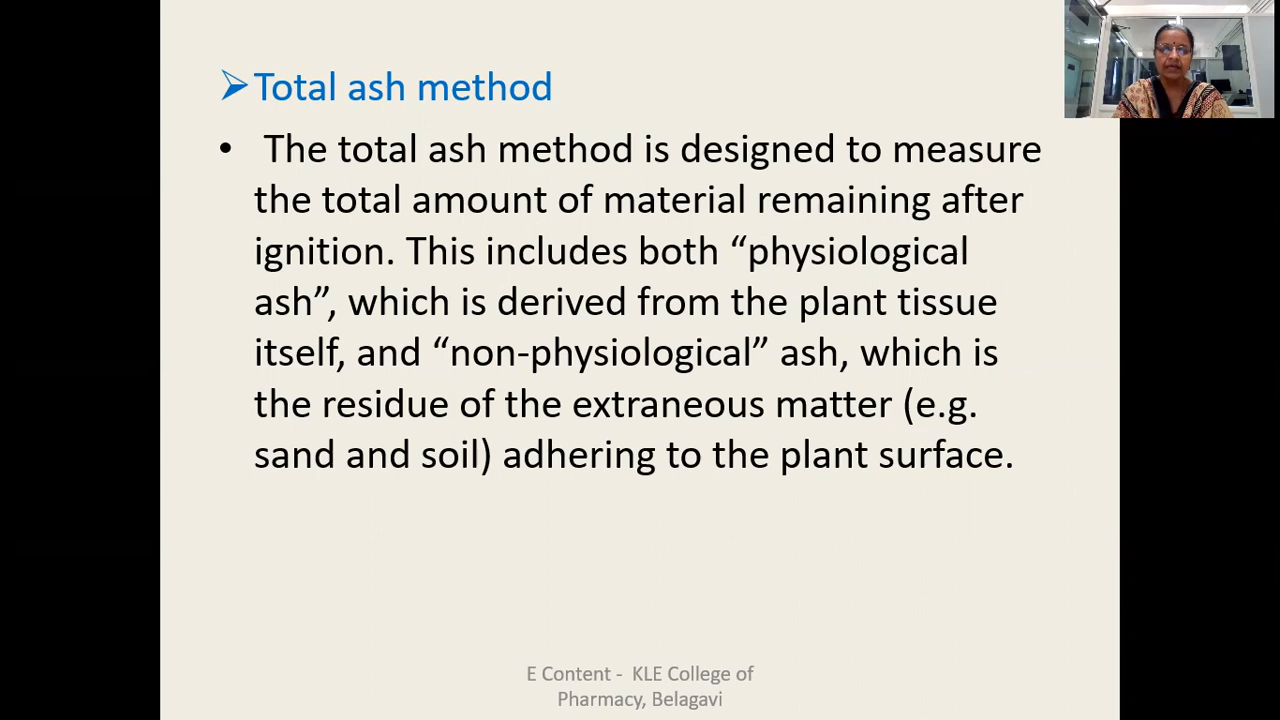 ➢Total ash method
• The total ash method is designed to measure
the total amount of material remaining after
ignition. This includes both “physiological
ash”, which is derived from the plant tissue
itself, and “non-physiological” ash, which is
the residue of the extraneous matter (e.g.
sand and soil) adhering to the plant surface.
E Content - KLE College of
Pharmacy, Belagavi